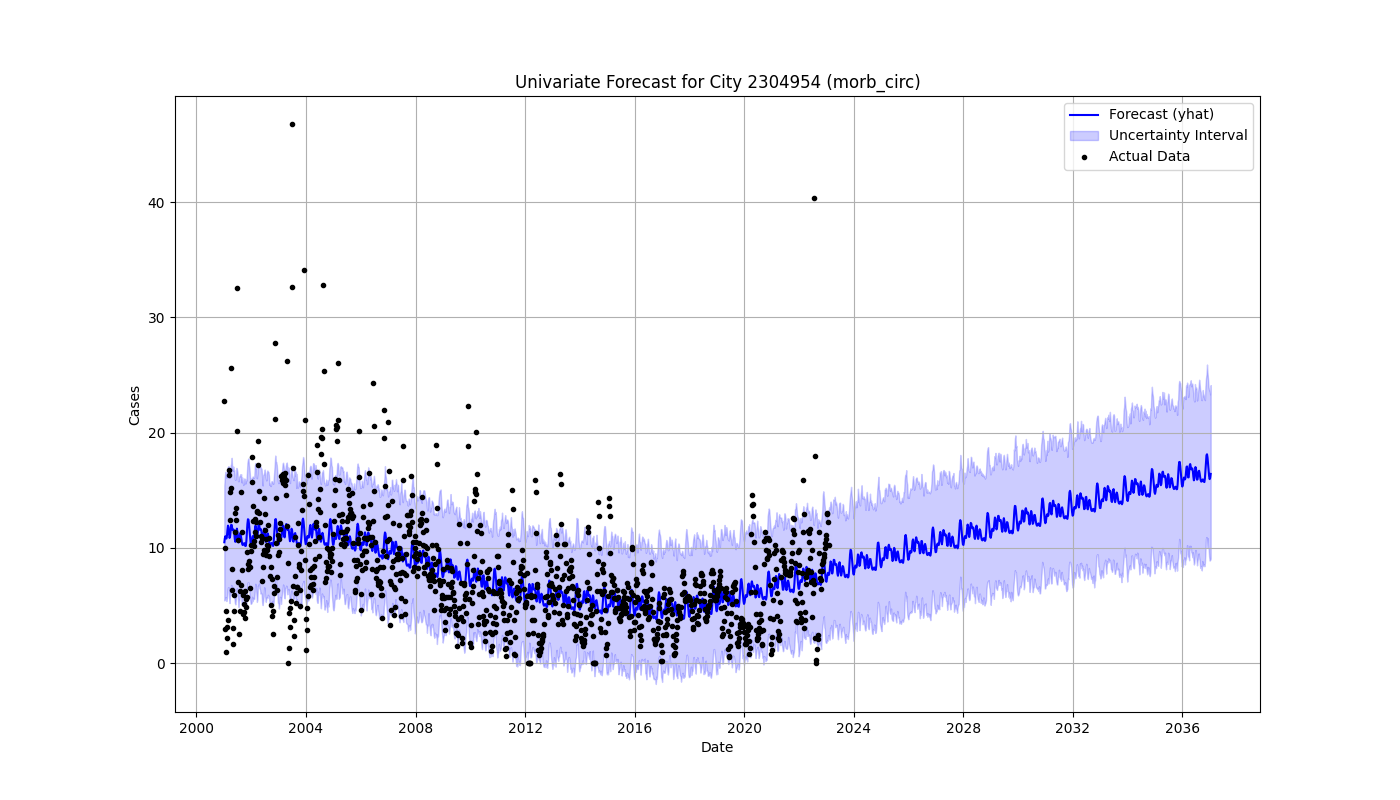 Univariate Forecast for City 2304954 (morb_circ)
Forecast (yhat)
Uncertainty Interval
Actual Data
Cases
40
30
20
10
0
2000 2004 2008 2012 2016 2020 2024 2028 2032 2036
Date